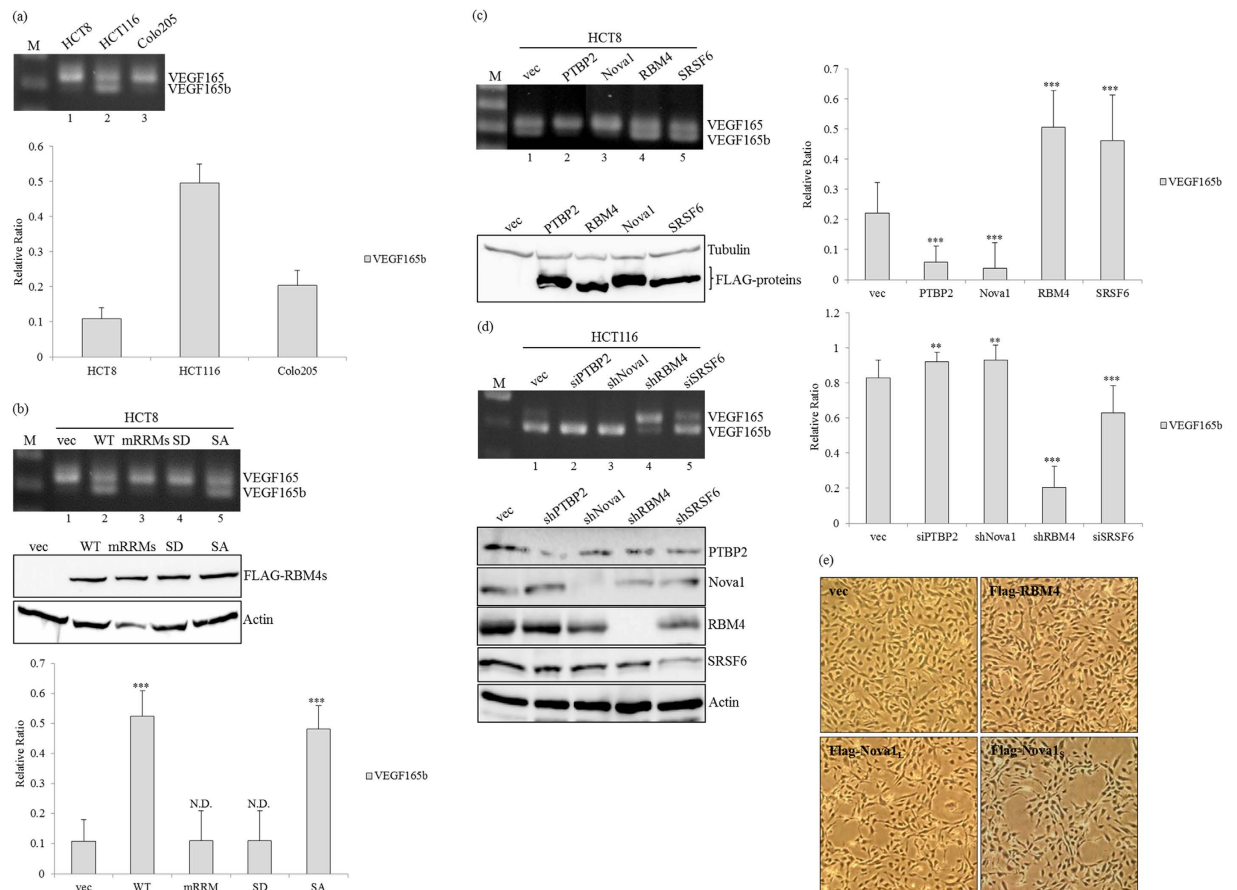 (a)
HCT8 HCT116 Colo205
M
VEGF165
VEGF165b
1 2 3
0.6
0.5
0.4
0.3
0.2
0.1
0
Relative Ratio
VEGF165b
HCT8 HCT116 Colo205
(b)
HCT8
M vec WT mRRMs SD SA
VEGF165
VEGF165b
1 2 3 4 5
vec WT mRRMs SD SA
FLAG-RBM4s
Actin
0.7
0.6
0.5
0.4
0.3
0.2
0.1
0
Relative Ratio
*** N.D. N.D. ***
VEGF165b
vec WT mRRM SD SA
(c)
HCT8
M vec PTBP2 Nova1 RBM4 SRSF6
VEGF165
VEGF165b
1 2 3 4 5
vec PTBP2 RBM4 Nova1 SRSF6
Tubulin
FLAG-proteins
0.7
0.6
0.5
0.4
0.3
0.2
0.1
0
Relative Ratio
*** *** *** ***
VEGF165b
vec PTBP2 Nova1 RBM4 SRSF6
(d)
HCT116
M vec siPTBP2 shNova1 shRBM4 siSRSF6
VEGF165
VEGF165b
1 2 3 4 5
vec shPTBP2 shNova1 shRBM4 shSRSF6
PTBP2
Nova1
RBM4
SRSF6
Actin
1.2
1
0.8
0.6
0.4
0.2
0
Relative Ratio
** ** *** ***
VEGF165b
vec siPTBP2 shNova1 shRBM4 siSRSF6
(e)
vec Flag-RBM4
Flag-Nova1L Flag-Nova1S